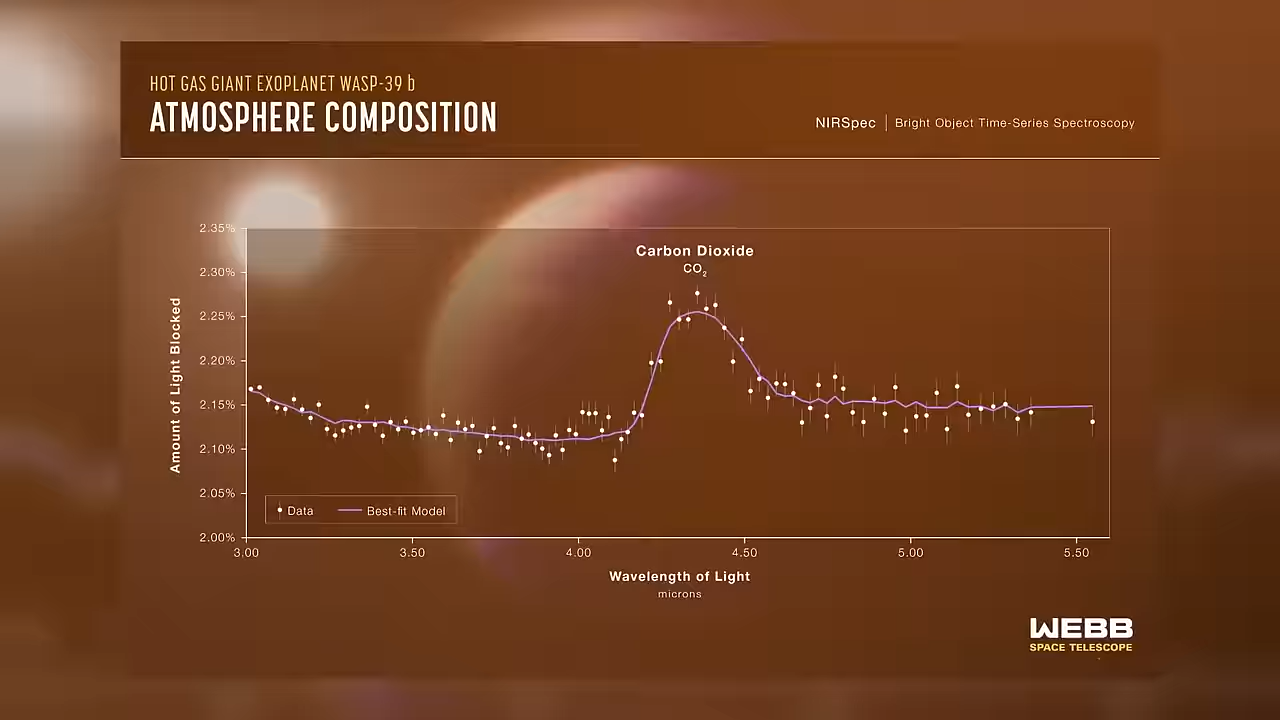 HOT GAS GIANT EXOPLANET WASP-39 b
ATMOSPHERE COMPOSITION
NIRSpec | Bright Object Time-Series Spectroscopy
Amount of Light Blocked
2.35%
2.30%
2.25%
2.20%
2.15%
2.10%
2.05%
2.00%
Carbon Dioxide
CO₂
Data
Best-fit Model
3.00 3.50 4.00 4.50 5.00 5.50
Wavelength of Light
microns
WEBB
SPACE TELESCOPE